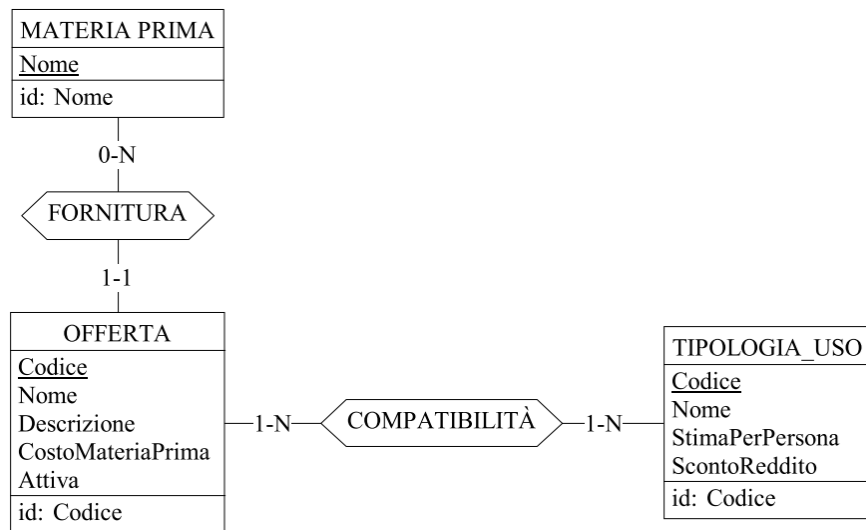 MATERIA PRIMA
Nome
id: Nome
0-N
FORNITURA
1-1
OFFERTA
Codice
Nome
Descrizione
CostoMateriaPrima
Attiva
id: Codice
1-N
COMPATIBILITÀ
1-N
TIPOLOGIA_USO
Codice
Nome
StimaPerPersona
ScontoReddito
id: Codice